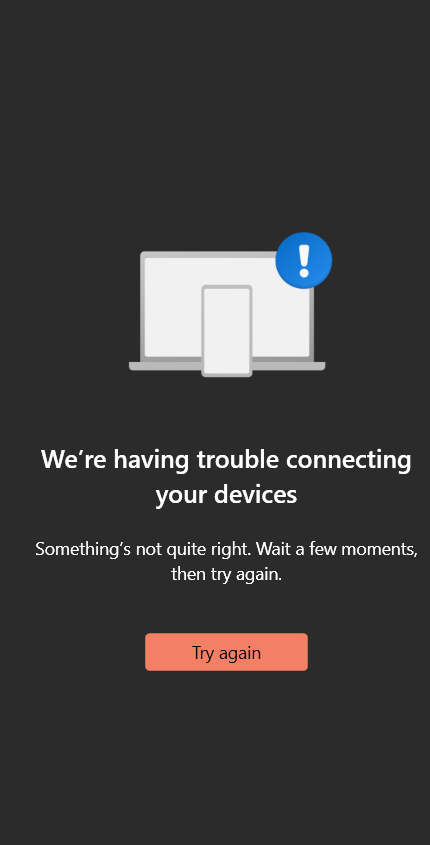 We’re having trouble connecting
your devices
Something’s not quite right. Wait a few moments,
then try again.
Try again